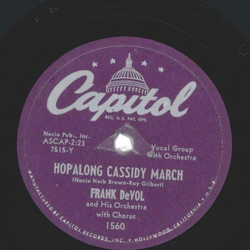 Capitol
REG. U.S. PAT. OFF.
Nacio Pub., Inc.
ASCAP-2:23
7515-Y
Vocal Group
with Orchestra
HOPALONG CASSIDY MARCH
(Nacio Herb Brown-Ray Gilbert)
FRANK DeVOL
and His Orchestra
with Chorus
1560
MANUFACTURED BY CAPITOL RECORDS, INC. HOLLYWOOD, CALIFORNIA U.S.A.